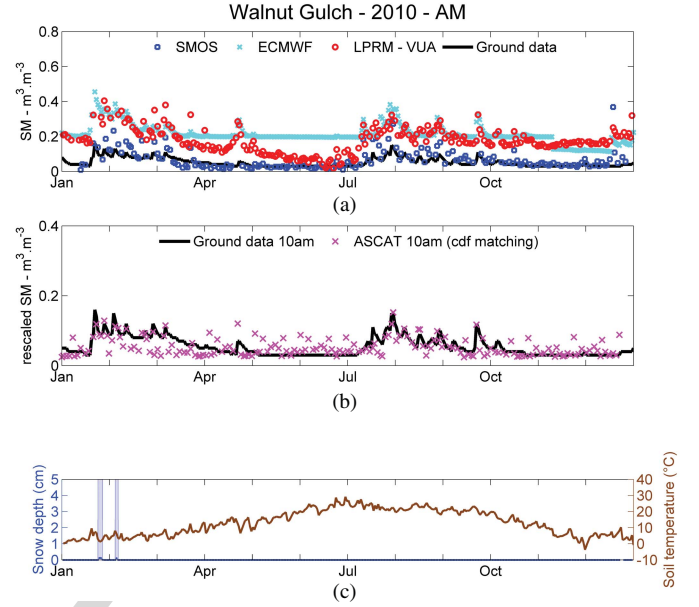 Walnut Gulch - 2010 - AM
0.8
0.6
0.4
0.2
0
SM - m³.m⁻³
SMOS ECMWF LPRM - VUA Ground data
Jan Apr Jul Oct
(a)
0.4
0.2
0
rescaled SM - m³.m⁻³
Ground data 10am ASCAT 10am (cdf matching)
Jan Apr Jul Oct
(b)
5
4
3
2
1
0
Snow depth (cm)
40
30
20
10
0
-10
Soil temperature (°C)
Jan Apr Jul Oct
(c)